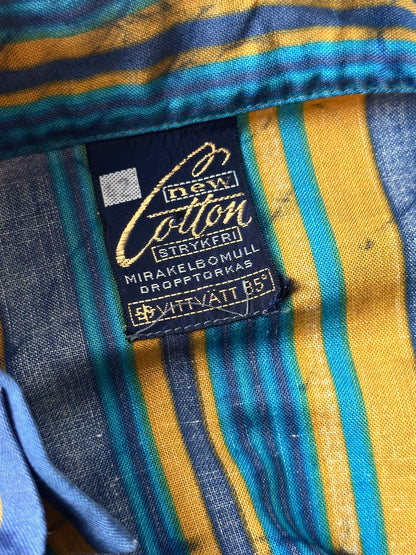 new
Cotton
STRYKFRI
MIRAKELBOMULL
DROPPTORKAS
VITTVÄTT 85°